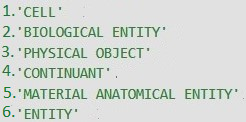 1.'CELL'
2.'BIOLOGICAL ENTITY'
3.'PHYSICAL OBJECT'
4.'CONTINUANT'.
5.'MATERIAL ANATOMICAL ENTITY'.
6.'ENTITY'